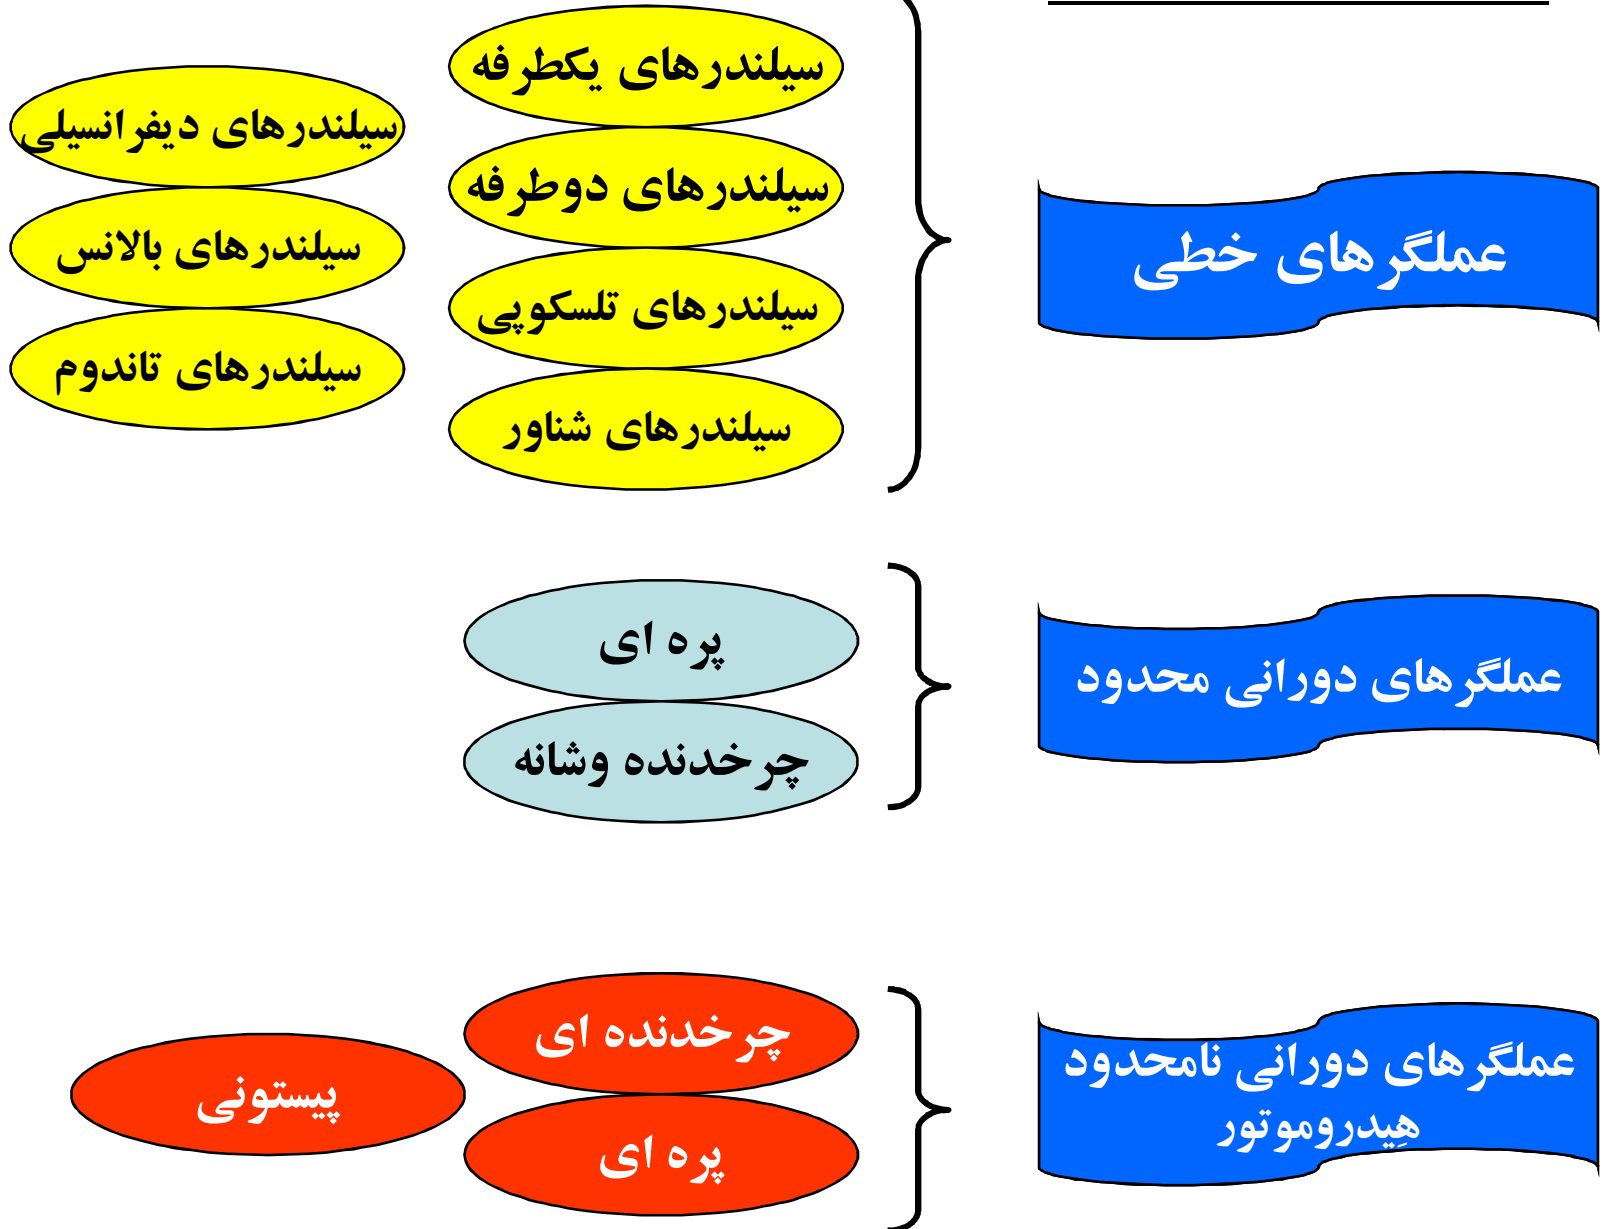 عملگرهای خطی
سیلندرهای یکطرفه
سیلندرهای دوطرفه
سیلندرهای تلسکوپی
سیلندرهای شناور
سیلندرهای دیفرانسیلی
سیلندرهای بالانس
سیلندرهای تاندوم
عملگرهای دورانی محدود
پره ای
چرخدنده وشانه
عملگرهای دورانی نامحدود
هِیدروموتور
چرخدنده ای
پره ای
پیستونی